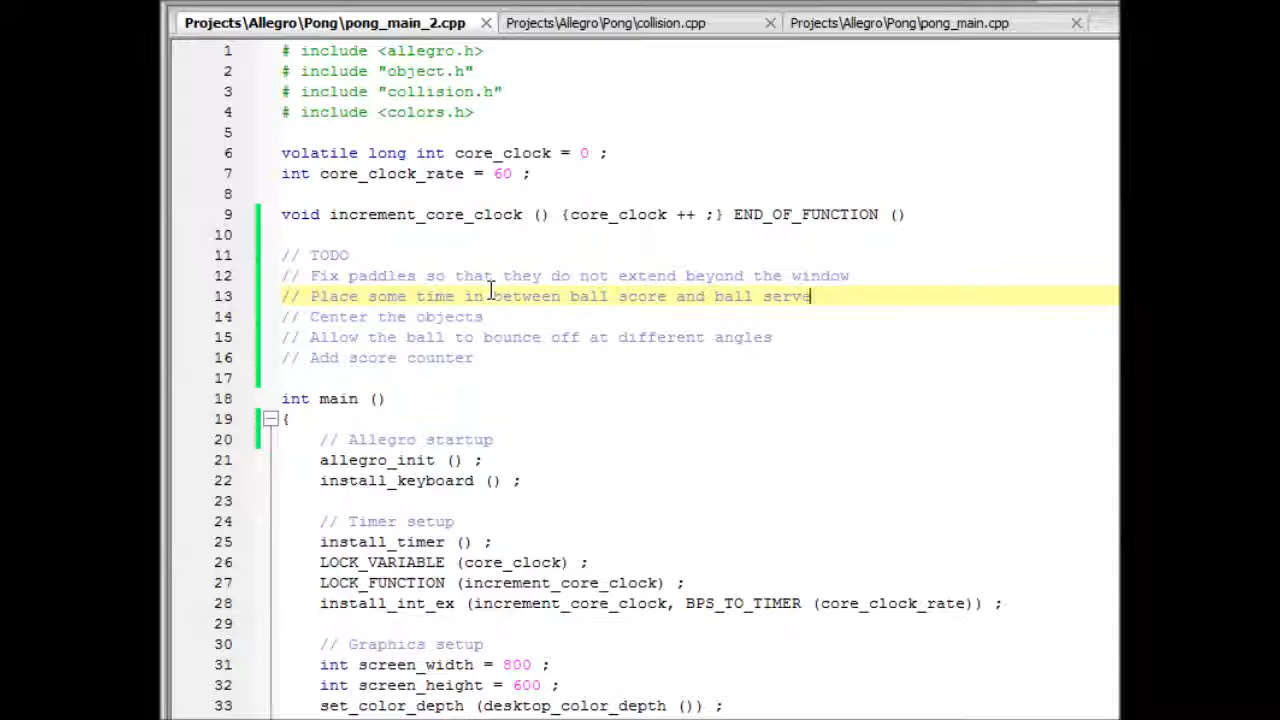 Projects\Allegro\Pong\pong_main_2.cpp Projects\Allegro\Pong\collision.cpp Projects\Allegro\Pong\pong_main.cpp
1 # include <allegro.h>
2 # include "object.h"
3 # include "collision.h"
4 # include <colors.h>
5
6 volatile long int core_clock = 0 ;
7 int core_clock_rate = 60 ;
8
9 void increment_core_clock () {core_clock ++ ;} END_OF_FUNCTION ()
10
11 // TODO
12 // Fix paddles so that they do not extend beyond the window
13 // Place some time in between ball score and ball serve
14 // Center the objects
15 // Allow the ball to bounce off at different angles
16 // Add score counter
17
18 int main ()
19 {
20 // Allegro startup
21 allegro_init () ;
22 install_keyboard () ;
23
24 // Timer setup
25 install_timer () ;
26 LOCK_VARIABLE (core_clock) ;
27 LOCK_FUNCTION (increment_core_clock) ;
28 install_int_ex (increment_core_clock, BPS_TO_TIMER (core_clock_rate)) ;
29
30 // Graphics setup
31 int screen_width = 800 ;
32 int screen_height = 600 ;
33 set_color_depth (desktop_color_depth ()) ;